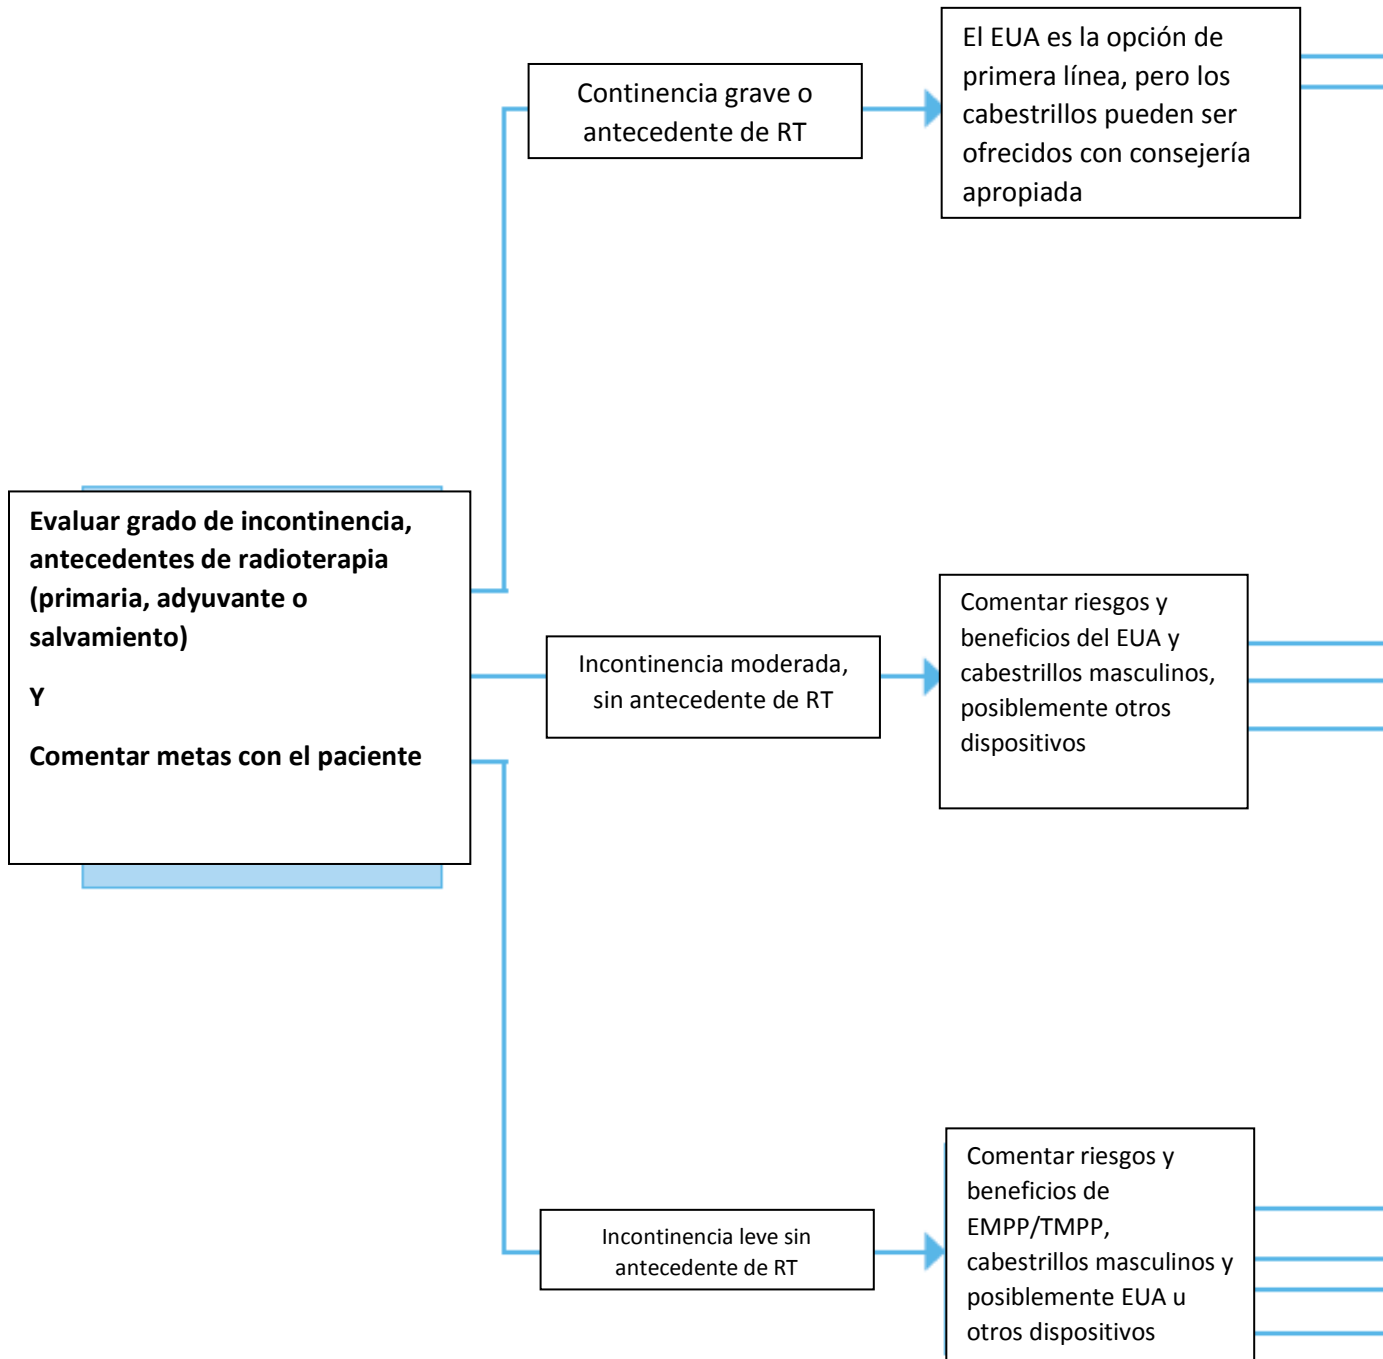 El EUA es la opción de
primera línea, pero los
cabestrillos pueden ser
ofrecidos con consejería
apropiada
Continencia grave o
antecedente de RT
Evaluar grado de incontinencia,
antecedentes de radioterapia
(primaria, adyuvante o
salvamiento)
Y
Comentar metas con el paciente
Incontinencia moderada,
sin antecedente de RT
Comentar riesgos y
beneficios del EUA y
cabestrillos masculinos,
posiblemente otros
dispositivos
Incontinencia leve sin
antecedente de RT
Comentar riesgos y
beneficios de
EMPP/TMPP,
cabestrillos masculinos y
posiblemente EUA u
otros dispositivos